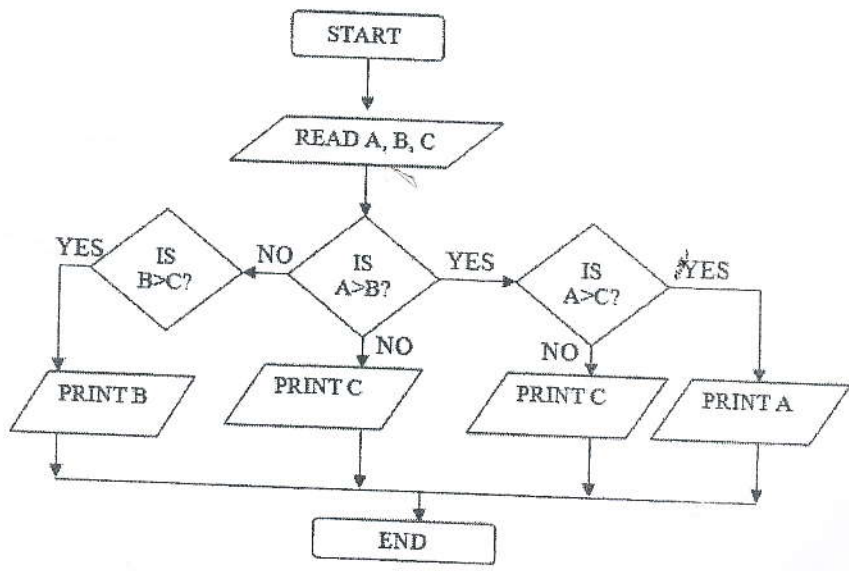 START
READ A, B, C
YES
IS
B>C?
NO
IS
A>B?
YES
IS
A>C?
YES
NO
NO
PRINT B
PRINT C
PRINT C
PRINT A
END